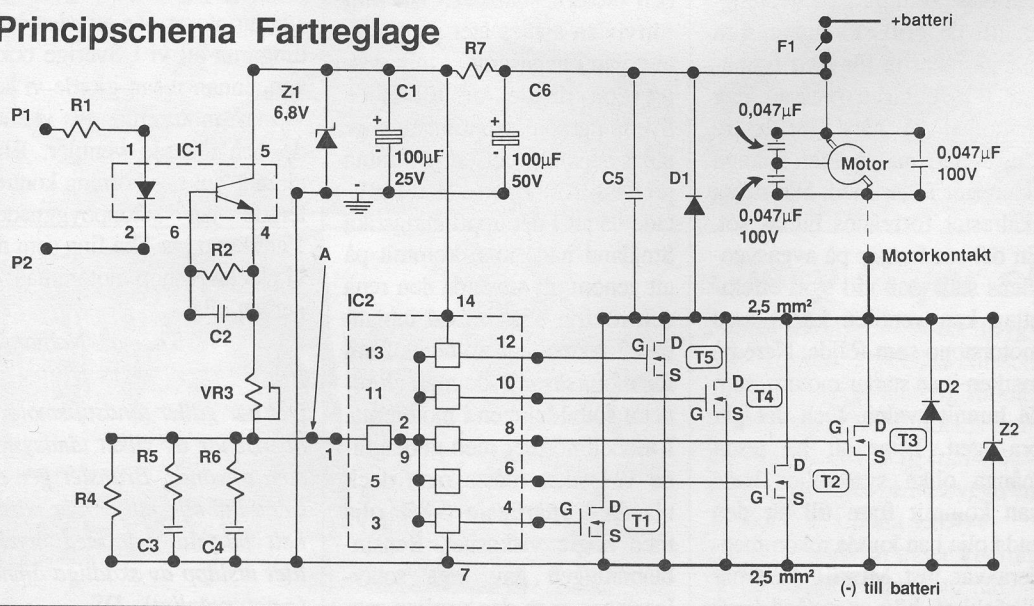 Principschema Fartreglage
+batteri
F1
R7
Z1
6,8V
C1
C6
P1
R1
1
IC1
5
+
100µF
25V
+
100µF
50V
-
0,047µF
Motor
0,047µF
100V
C5
D1
0,047µF
100V
2
6
4
P2
R2
A
Motorkontakt
C2
IC2
14
2,5 mm²
13
12
G
D
S
T5
VR3
11
10
G
D
S
T4
D2
2
8
G
D
S
T3
Z2
1
9
R5
R6
R4
5
6
G
D
S
T2
3
4
G
D
S
T1
C3
C4
7
2,5 mm²
(-) till batteri